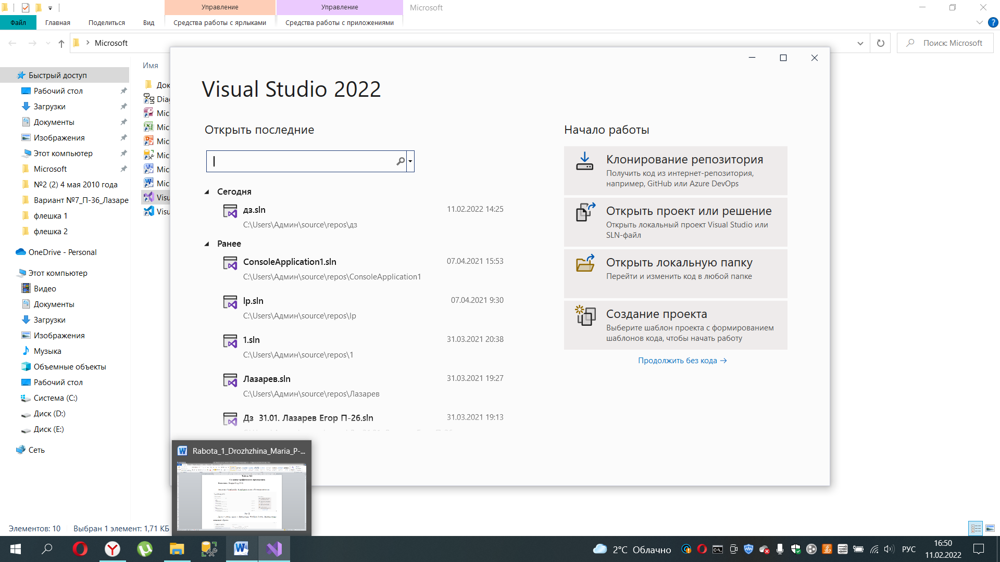 Управление
Управление
Microsoft
Файл
Главная
Поделиться
Вид
Средства работы с ярлыками
Средства работы с приложениями
Microsoft
Поиск: Microsoft
Имя
Быстрый доступ
Рабочий стол
Загрузки
Документы
Изображения
Этот компьютер
Microsoft
№2 (2) 4 мая 2010 года
Вариант №7_П-36_Лазаре
флешка 1
флешка 2
OneDrive - Personal
Этот компьютер
Видео
Документы
Загрузки
Изображения
Музыка
Объемные объекты
Рабочий стол
Система (C:)
Диск (D:)
Диск (E:)
Сеть
Док
Diag
Micr
Micr
Micr
Micr
Micr
Micr
Visu
Visu
Visual Studio 2022
Открыть последние
Сегодня
дз.sln
11.02.2022 14:25
C:\Users\Админ\source\repos\дз
Ранее
ConsoleApplication1.sln
07.04.2021 15:53
C:\Users\Админ\source\repos\ConsoleApplication1
lp.sln
07.04.2021 9:30
C:\Users\Админ\source\repos\lp
1.sln
31.03.2021 20:38
C:\Users\Админ\source\repos\1
Лазарев.sln
31.03.2021 19:27
C:\Users\Админ\source\repos\Лазарев
Дз  31.01. Лазарев Егор П-26.sln
31.03.2021 19:13
Начало работы
Клонирование репозитория
Получить код из интернет-репозитория,
например, GitHub или Azure DevOps
Открыть проект или решение
Открыть локальный проект Visual Studio или
SLN-файл
Открыть локальную папку
Перейти и изменить код в любой папке
Создание проекта
Выберите шаблон проекта с формированием
шаблонов кода, чтобы начать работу
Продолжить без кода →
Rabota_1_Drozhzhina_Maria_P-...
Элементов: 10
Выбран 1 элемент: 1,71 КБ
2°C Облачно
РУС
16:50
11.02.2022